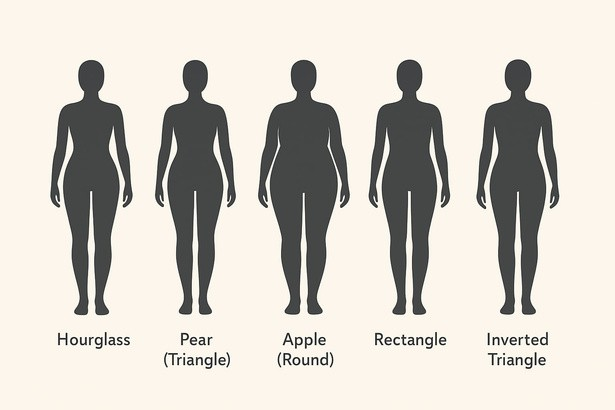 Hourglass
Pear
(Triangle)
Apple
(Round)
Rectangle
Inverted
Triangle